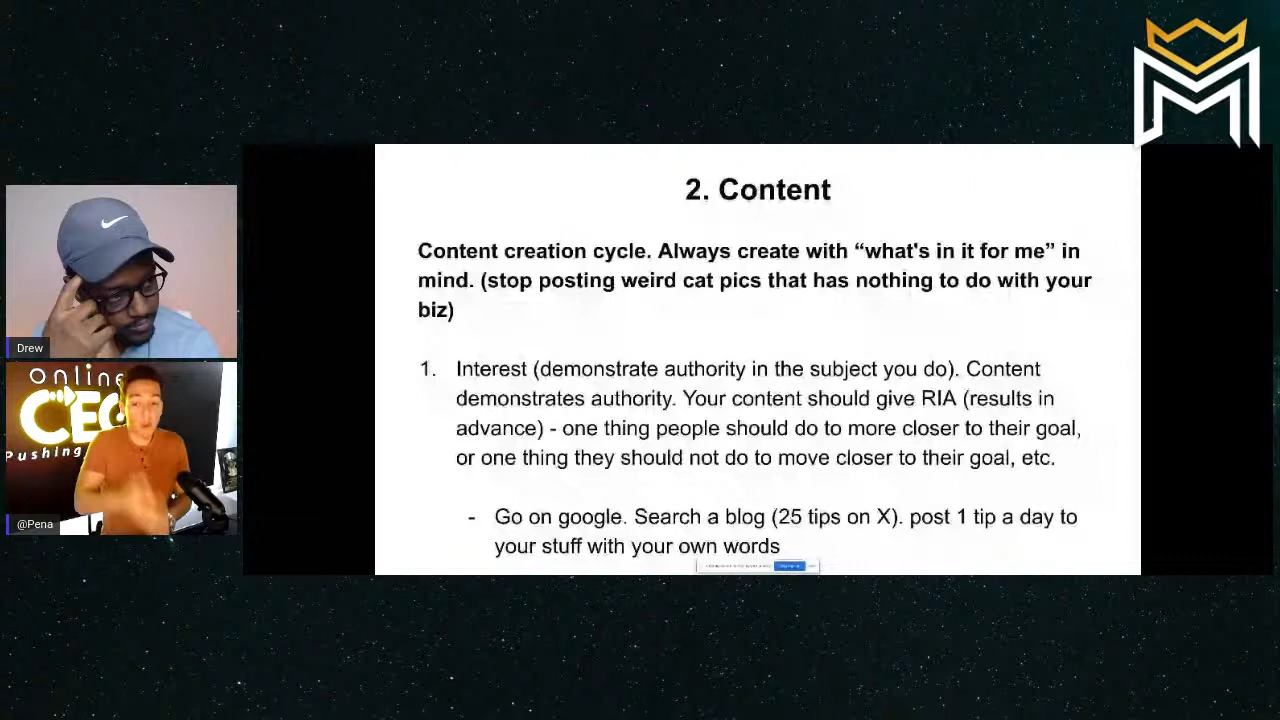 2. Content
Content creation cycle. Always create with “what's in it for me” in
mind. (stop posting weird cat pics that has nothing to do with your
biz)
1. Interest (demonstrate authority in the subject you do). Content
demonstrates authority. Your content should give RIA (results in
advance) - one thing people should do to more closer to their goal,
or one thing they should not do to move closer to their goal, etc.
- Go on google. Search a blog (25 tips on X). post 1 tip a day to
your stuff with your own words
Drew
online
CEO
Pushing
@Pena